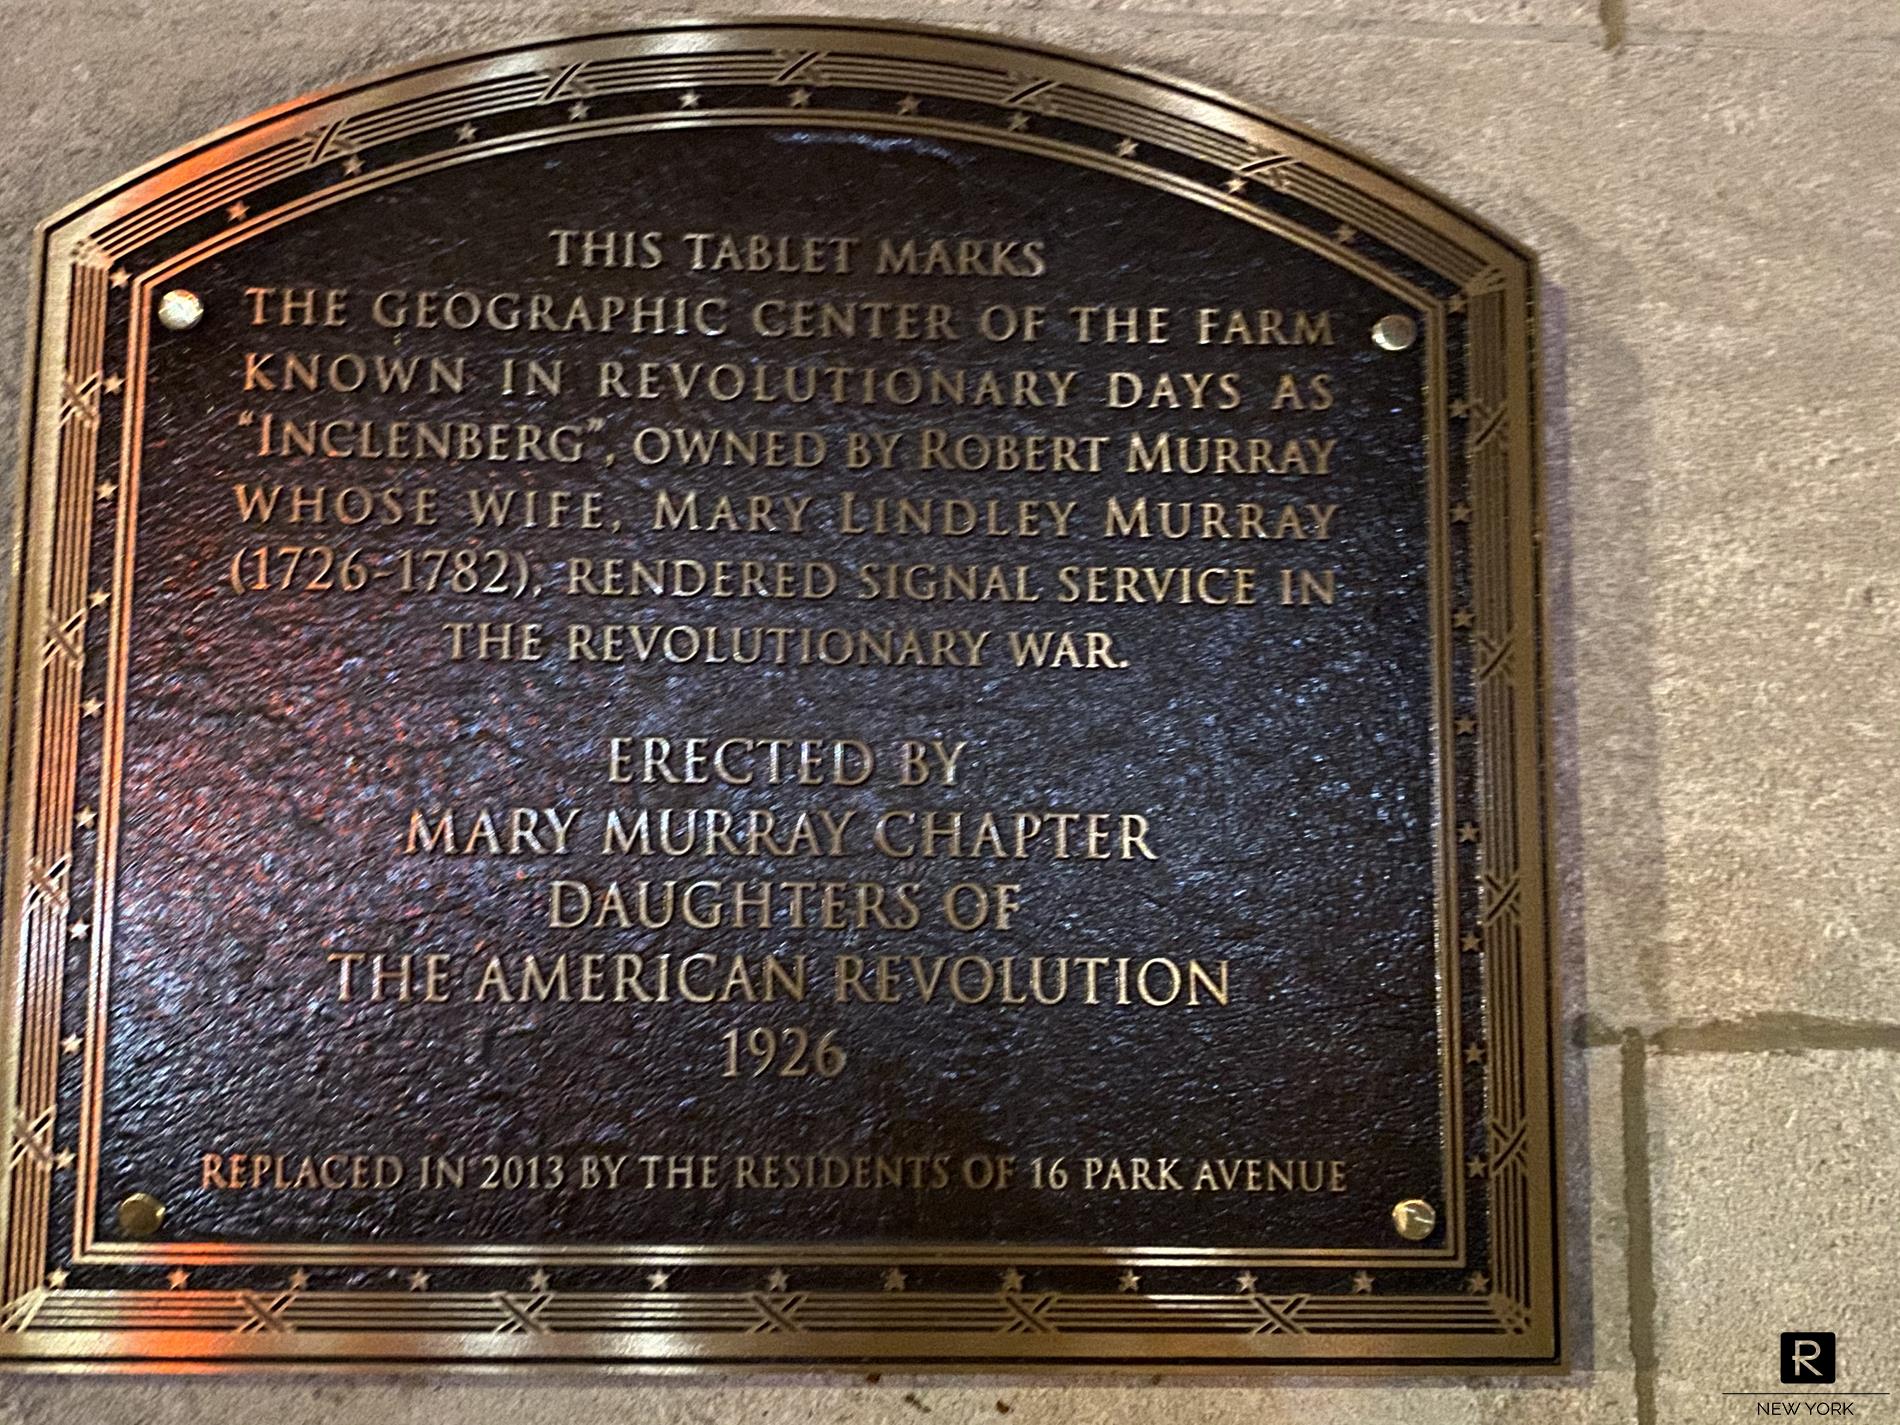 THIS TABLET MARKS
THE GEOGRAPHIC CENTER OF THE FARM
KNOWN IN REVOLUTIONARY DAYS AS
“INCLENBERG”, OWNED BY ROBERT MURRAY
WHOSE WIFE, MARY LINDLEY MURRAY
(1726-1782), RENDERED SIGNAL SERVICE IN
THE REVOLUTIONARY WAR.
ERECTED BY
MARY MURRAY CHAPTER
DAUGHTERS OF
THE AMERICAN REVOLUTION
1926
REPLACED IN 2013 BY THE RESIDENTS OF 16 PARK AVENUE
R
NEW YORK